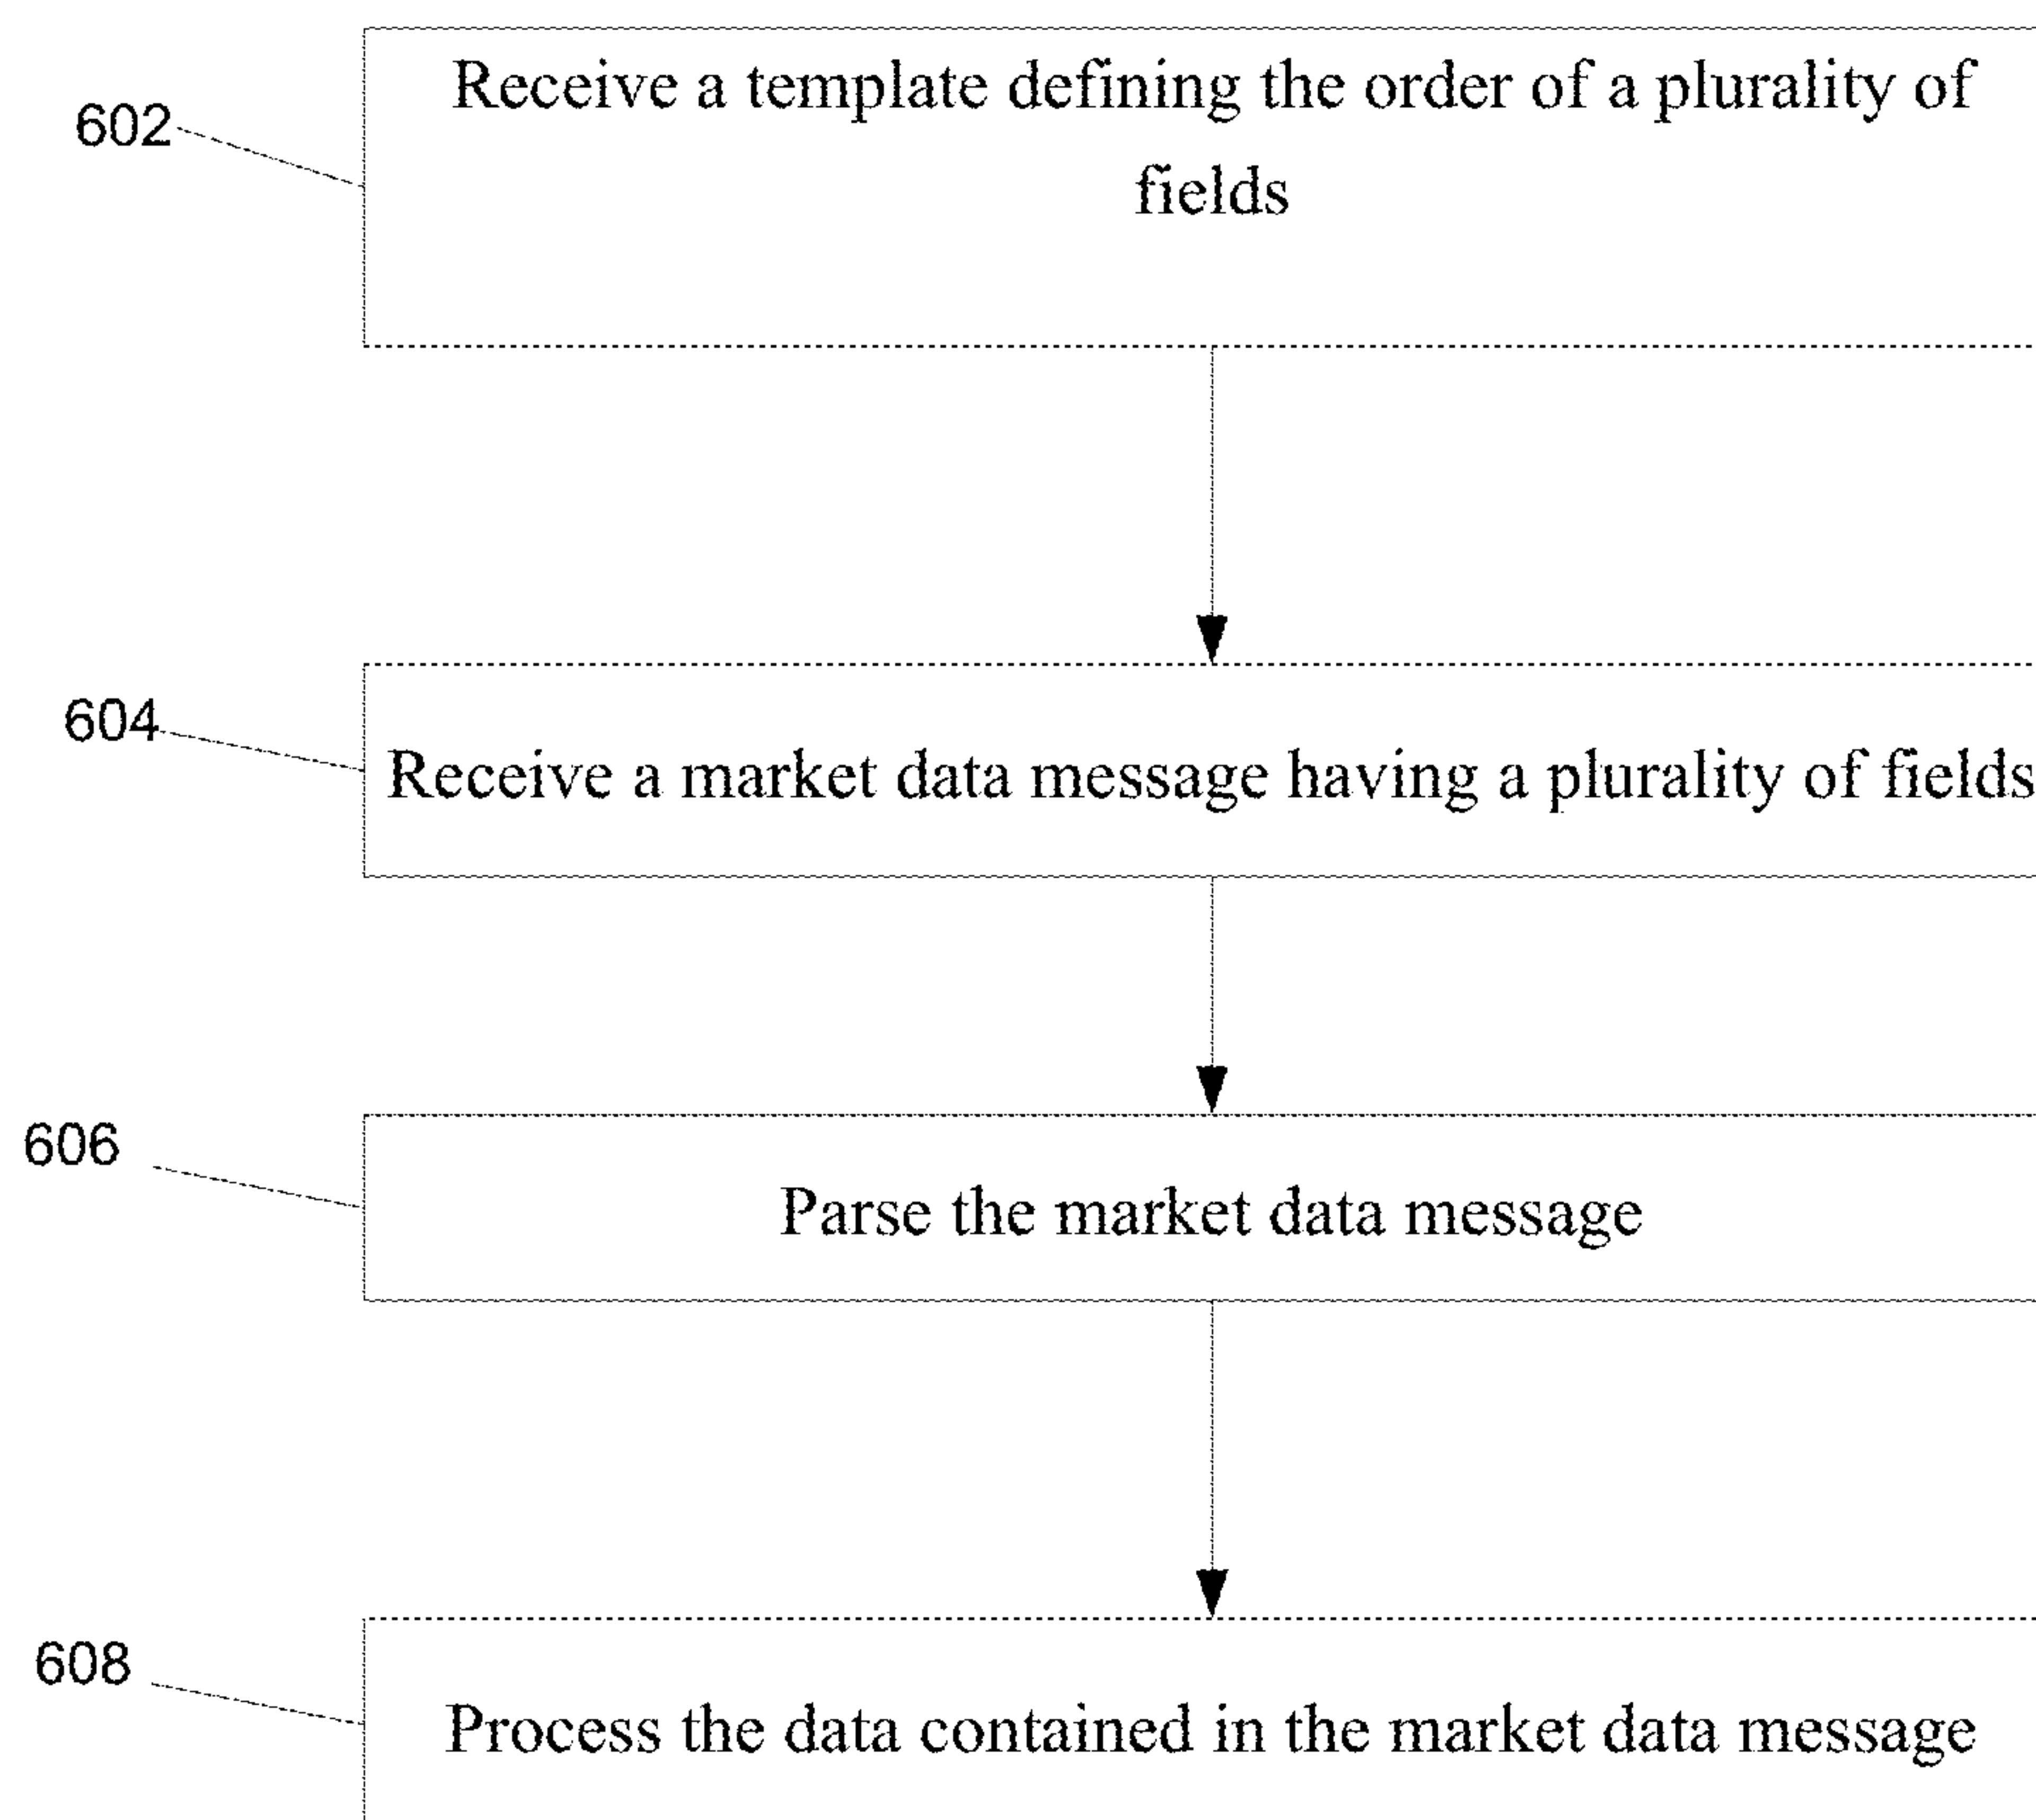 602
Receive a template defining the order of a plurality of
fields
604
Receive a market data message having a plurality of fields
606
Parse the market data message
608
Process the data contained in the market data message